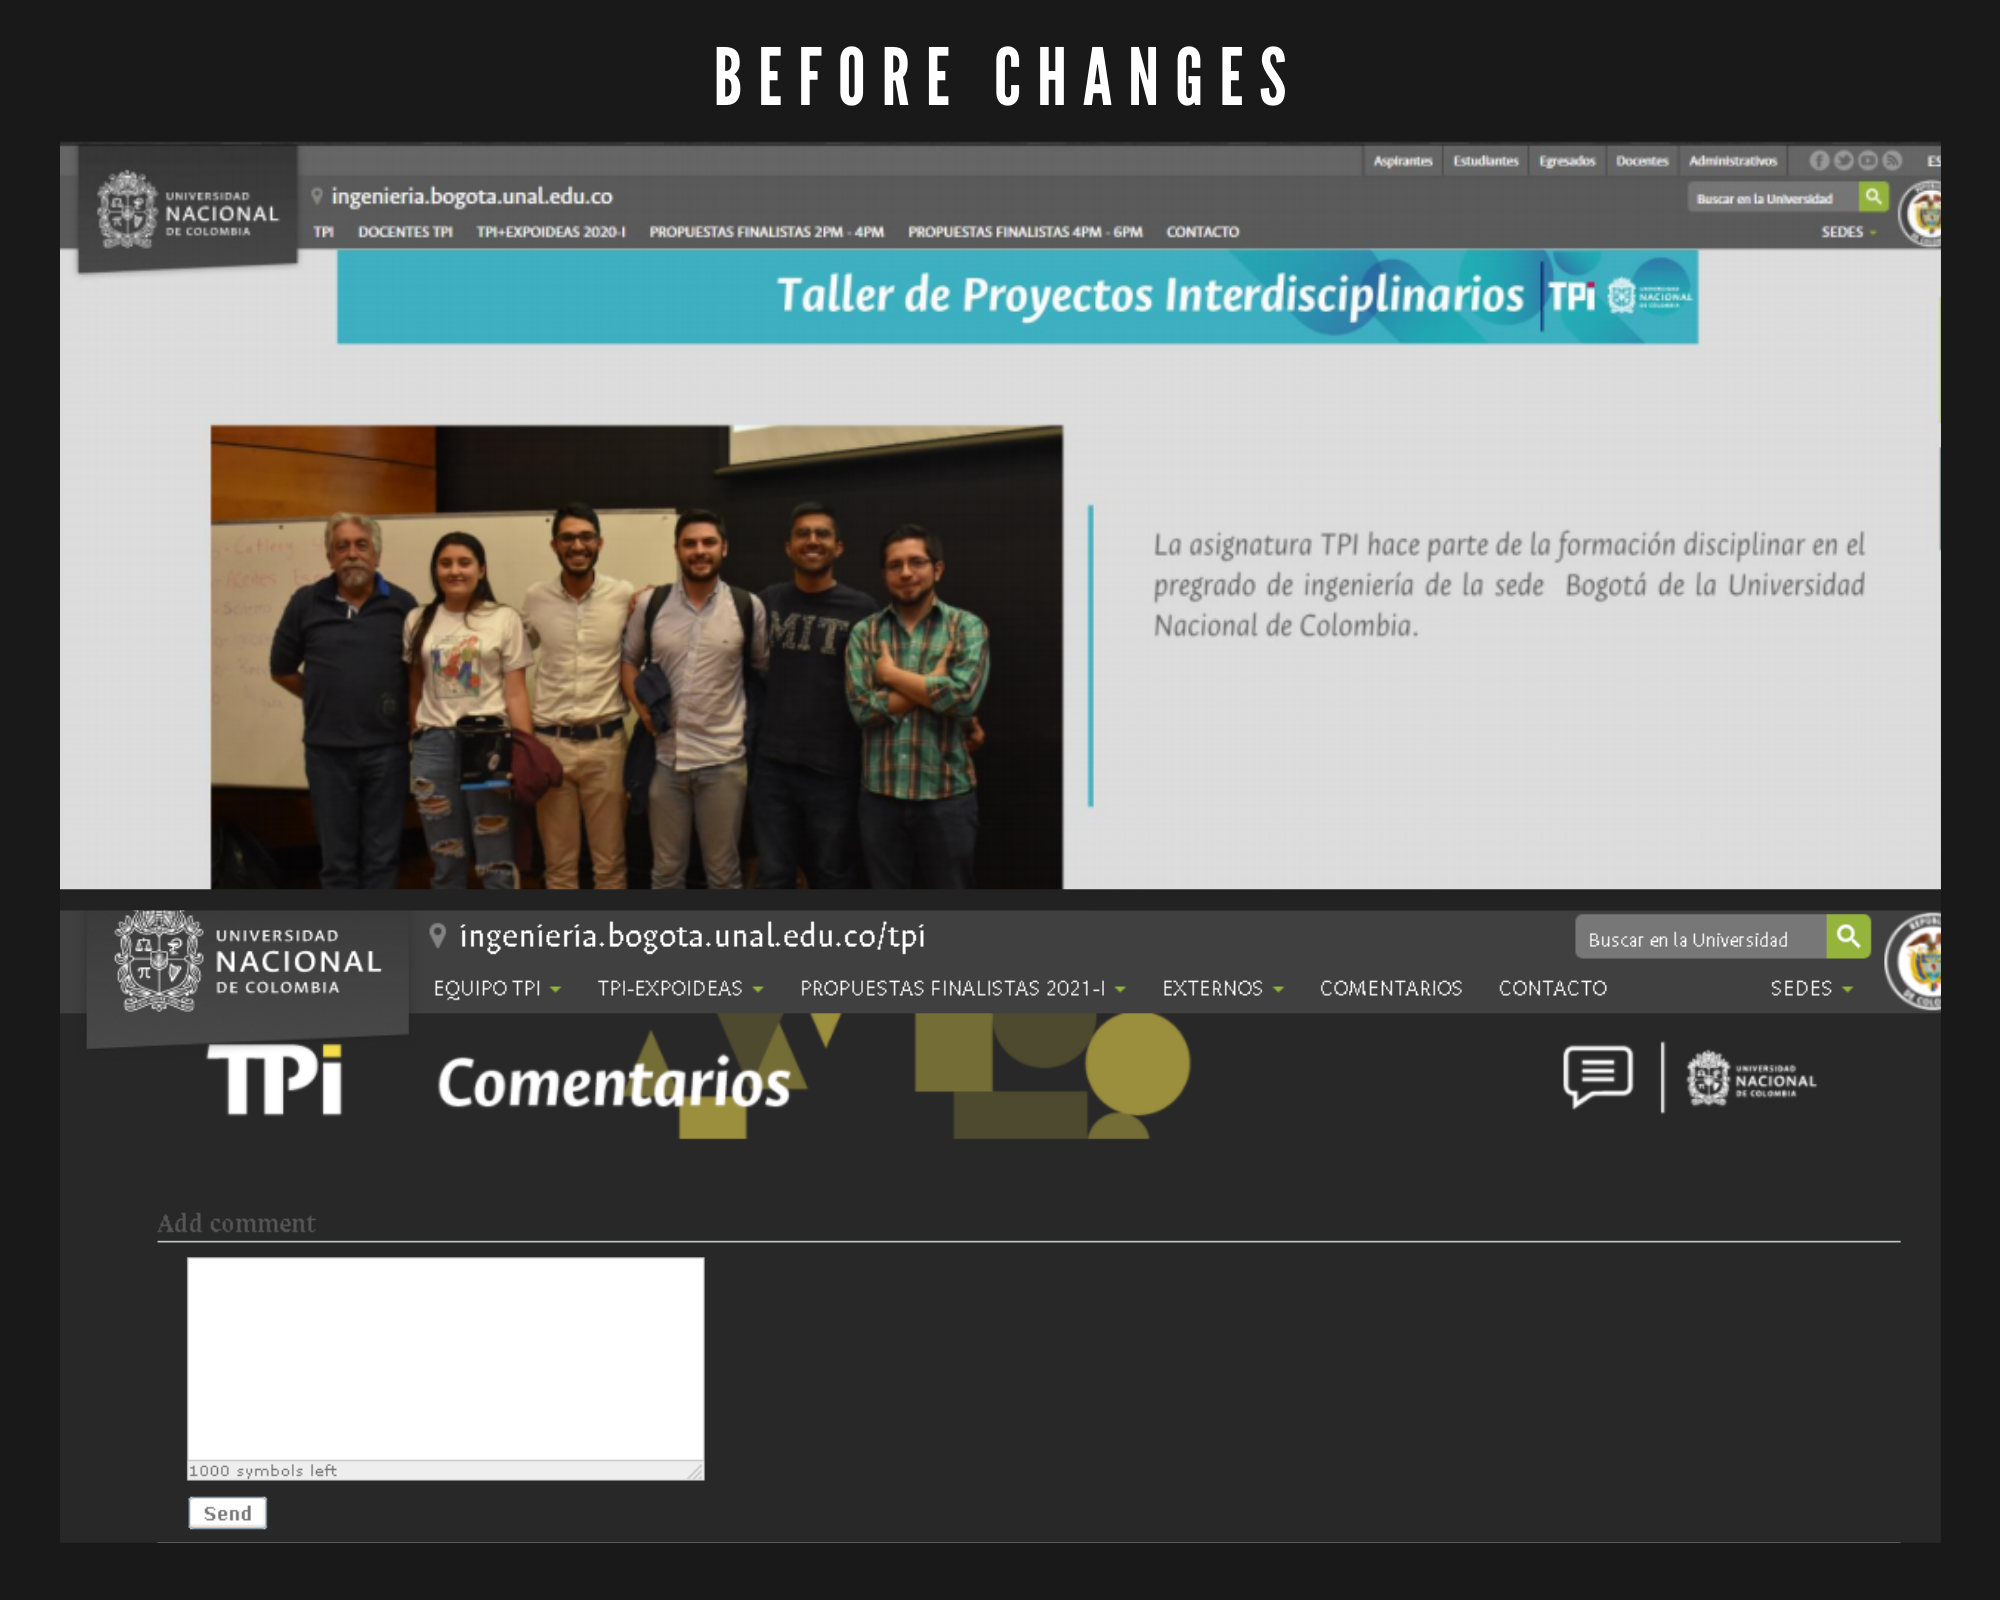 BEFORE CHANGES
Aspirantes Estudiantes Egresados Docentes Administrativos
UNIVERSIDAD
NACIONAL
DE COLOMBIA
ingenieria.bogota.unal.edu.co
Buscar en la Universidad
TPI DOCENTES TPI TPI+EXPOIDEAS 2020-I PROPUESTAS FINALISTAS 2PM - 4PM PROPUESTAS FINALISTAS 4PM - 6PM CONTACTO SEDES
Taller de Proyectos Interdisciplinarios TPi UNIVERSIDAD NACIONAL DE COLOMBIA
MIT
La asignatura TPI hace parte de la formación disciplinar en el
pregrado de ingeniería de la sede Bogotá de la Universidad
Nacional de Colombia.
UNIVERSIDAD
NACIONAL
DE COLOMBIA
ingenieria.bogota.unal.edu.co/tpi
Buscar en la Universidad
EQUIPO TPI TPI-EXPOIDEAS PROPUESTAS FINALISTAS 2021-I EXTERNOS COMENTARIOS CONTACTO SEDES
TPi Comentarios
UNIVERSIDAD
NACIONAL
DE COLOMBIA
Add comment
1000 symbols left
Send